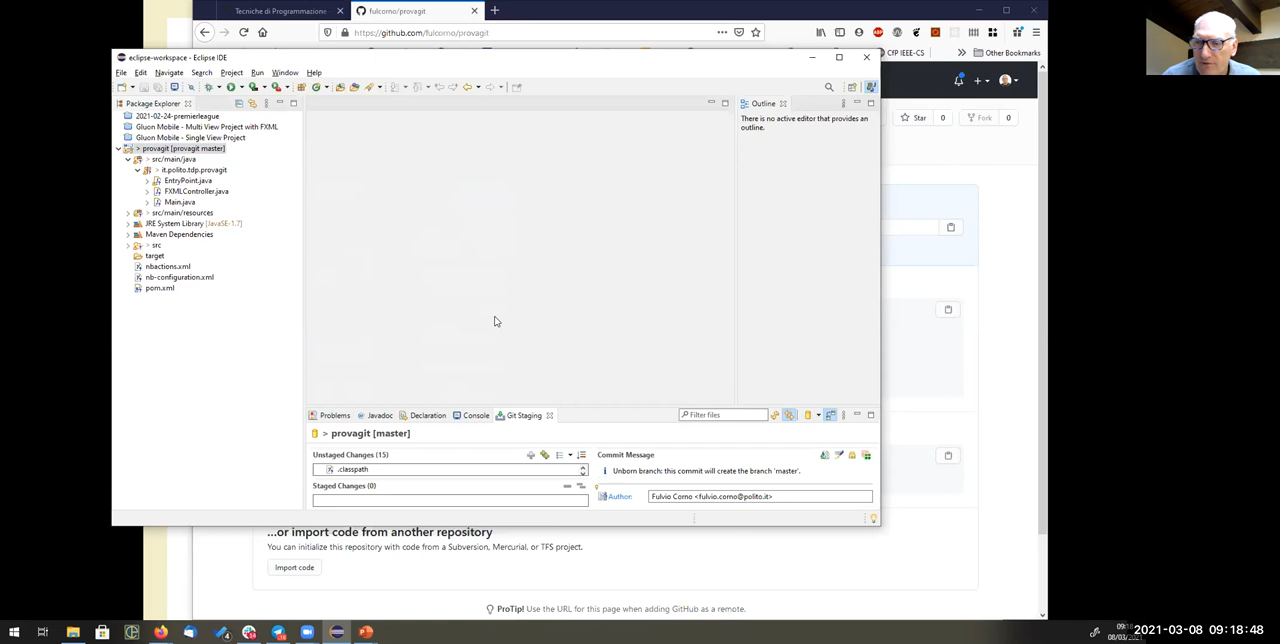 Tecniche di Programmazione
fulcorno/provagit
https://github.com/fulcorno/provagit
CfP IEEE-CS
Other Bookmarks
eclipse-workspace - Eclipse IDE
File Edit Navigate Search Project Run Window Help
Package Explorer
Outline
2021-02-24-premierleague
Gluon Mobile - Multi View Project with FXML
Gluon Mobile - Single View Project
> provagit [provagit master]
> src/main/java
> it.polito.tdp.provagit
EntryPoint.java
FXMLController.java
Main.java
> src/main/resources
JRE System Library [JavaSE-1.7]
Maven Dependencies
> src
target
nbactions.xml
nb-configuration.xml
pom.xml
There is no active editor that provides an
outline.
Star 0
Fork 0
Problems Javadoc Declaration Console Git Staging
Filter files
> provagit [master]
Unstaged Changes (15)
.classpath
Staged Changes (0)
Commit Message
Unborn branch: this commit will create the branch 'master'.
Author:
Fulvio Corno <fulvio.corno@polito.it>
...or import code from another repository
You can initialize this repository with code from a Subversion, Mercurial, or TFS project.
Import code
ProTip! Use the URL for this page when adding GitHub as a remote.
08/03/2021
2021-03-08 09:18:48